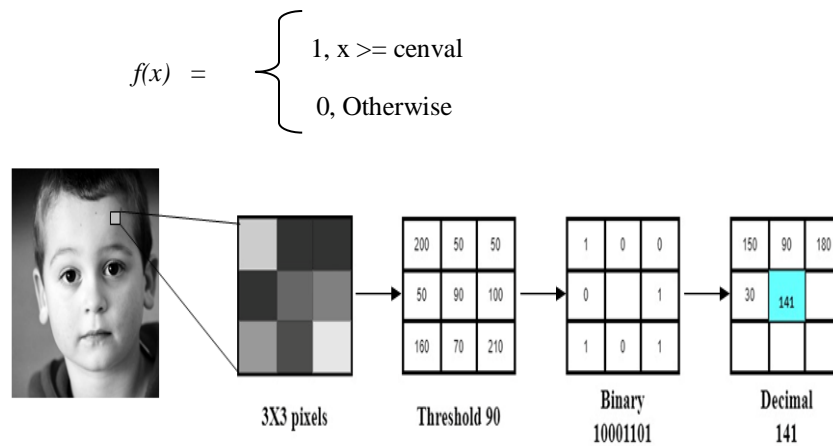 1, x >= cenval
f(x) =
0, Otherwise
200 50 50
50 90 100
160 70 210
1 0 0
0 1
1 0 1
150 90 180
30 141
3X3 pixels
Threshold 90
Binary
10001101
Decimal
141